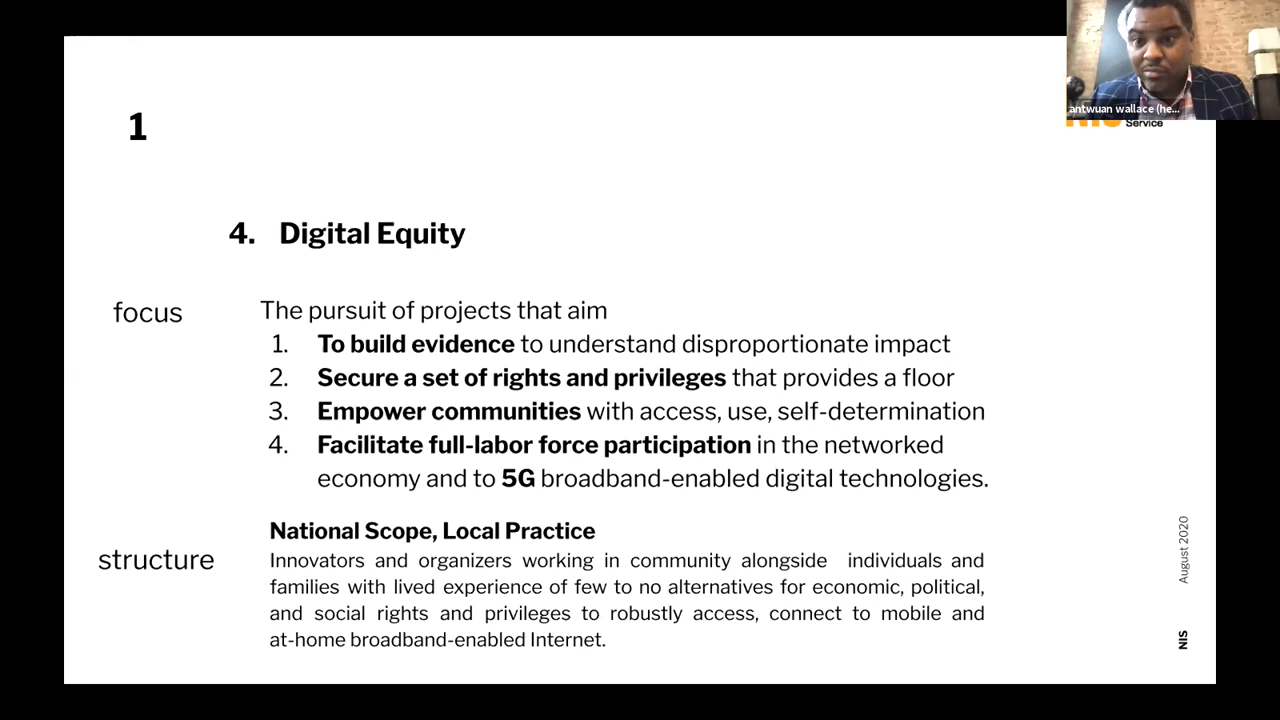 antwuan wallace (he...
NIS
Service
1
4. Digital Equity
focus
The pursuit of projects that aim
1. To build evidence to understand disproportionate impact
2. Secure a set of rights and privileges that provides a floor
3. Empower communities with access, use, self-determination
4. Facilitate full-labor force participation in the networked
economy and to 5G broadband-enabled digital technologies.
structure
National Scope, Local Practice
Innovators and organizers working in community alongside individuals and
families with lived experience of few to no alternatives for economic, political,
and social rights and privileges to robustly access, connect to mobile and
at-home broadband-enabled Internet.
August 2020
NIS